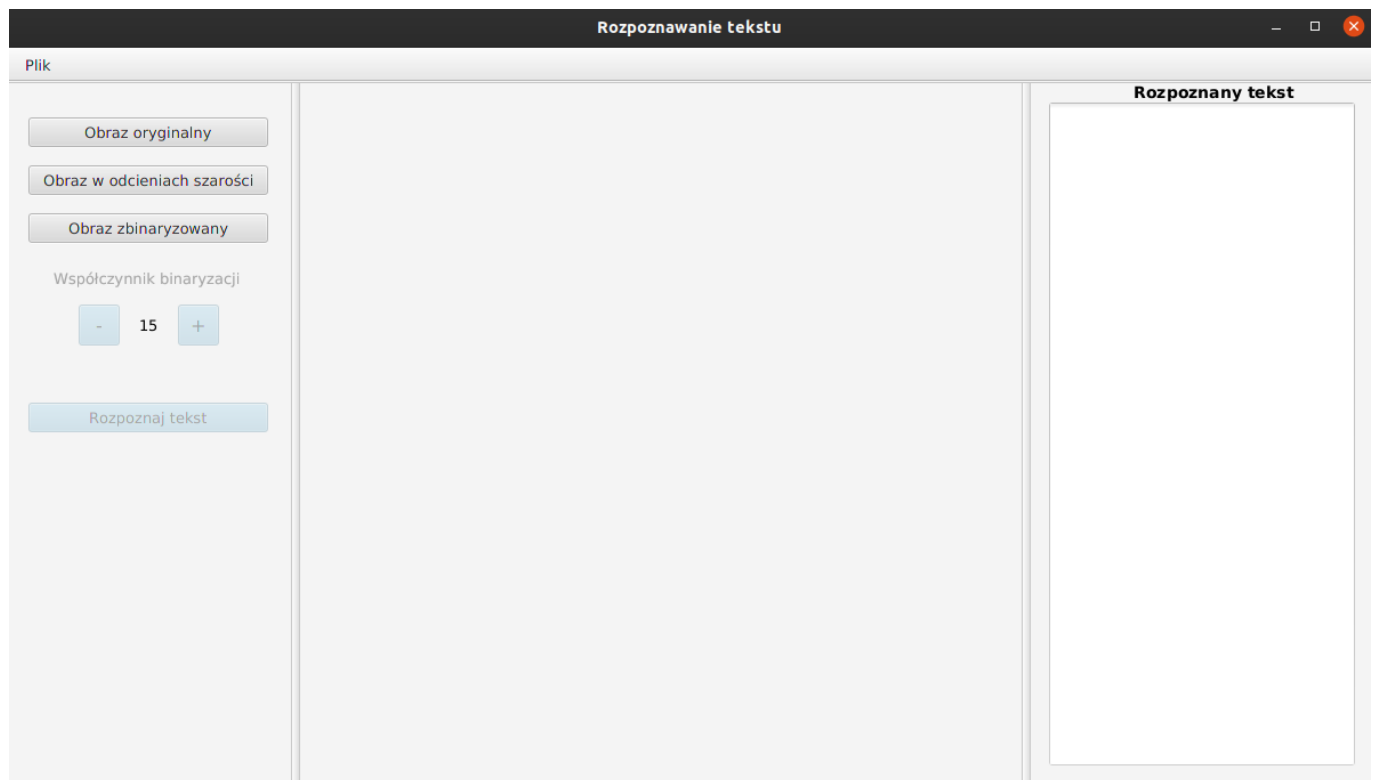 Rozpoznawanie tekstu
Plik
Obraz oryginalny
Obraz w odcieniach szarości
Obraz zbinaryzowany
Współczynnik binaryzacji
- 15 +
Rozpoznaj tekst
Rozpoznany tekst